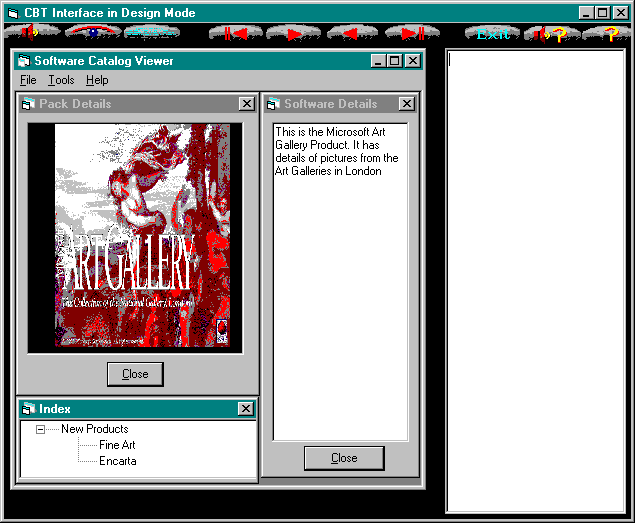 CBT Interface in Design Mode
Exit
?
?
Software Catalog Viewer
File Tools Help
Pack Details
Software Details
ART GALLERY
The Collection of the National Gallery, London
This is the Microsoft Art
Gallery Product. It has
details of pictures from the
Art Galleries in London
Close
Index
New Products
Fine Art
Encarta
Close